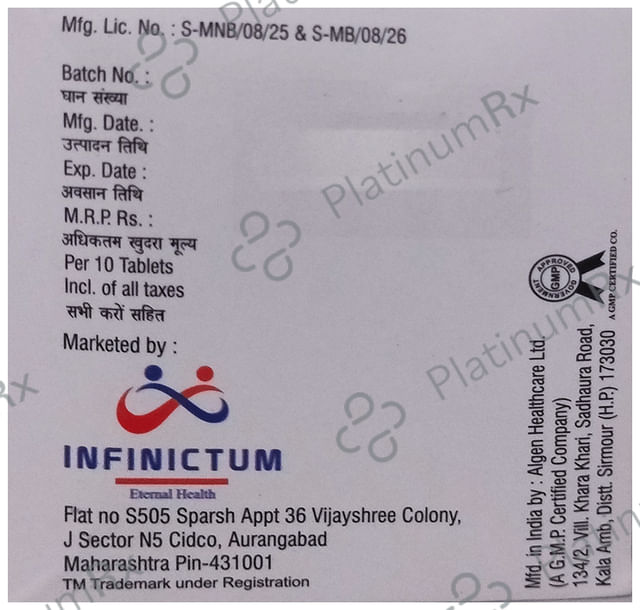 Mfg. Lic. No. : S-MNB/08/25 & S-MB/08/26
Batch No. :
घान संख्या
Mfg. Date. :
उत्पादन तिथि
Exp. Date :
अवसान तिथि
M.R.P. Rs. :
अधिकतम खुदरा मूल्य
Per 10 Tablets
Incl. of all taxes
सभी करों सहित
Marketed by :
INFINICTUM
Eternal Health
Flat no S505 Sparsh Appt 36 Vijayshree Colony,
J Sector N5 Cidco, Aurangabad
Maharashtra Pin-431001
TM Trademark under Registration
Mfd. in India by : Algen Healthcare Ltd.
(A G.M.P. Certified Company)
134/2, Vill. Khara Khari, Sadhaura Road,
Kala Amb, Distt. Sirmour (H.P.) 173030
APPROVED
GMP
GOVERNMENT
A GMP CERTIFIED CO.
PlatinumRx
PlatinumRx